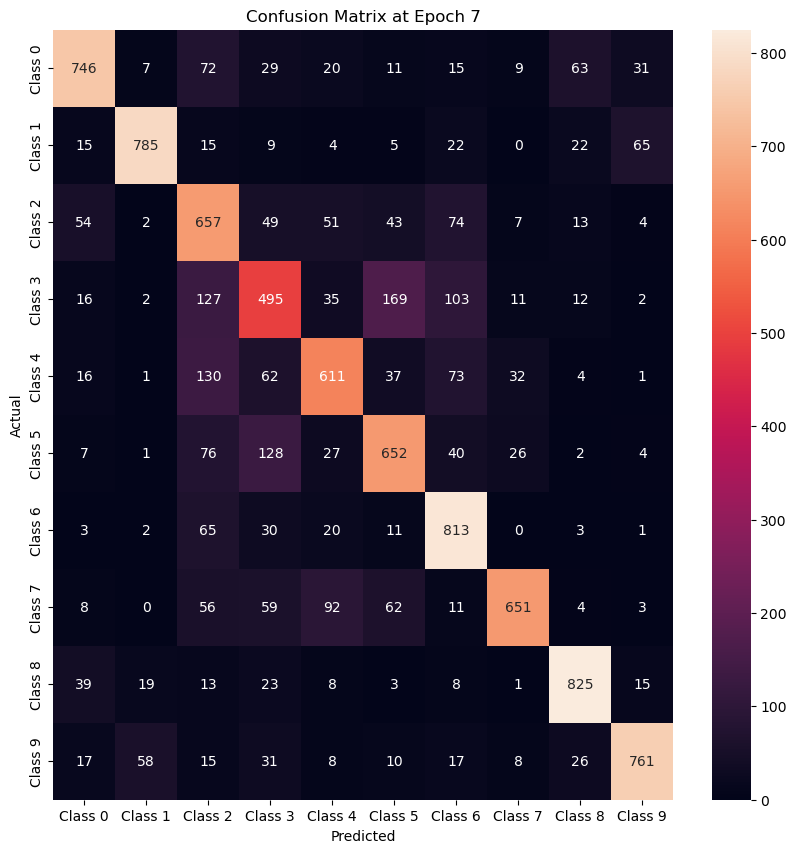 Confusion Matrix at Epoch 7
Class 0 746 7 72 29 20 11 15 9 63 31
Class 1 15 785 15 9 4 5 22 0 22 65
Class 2 54 2 657 49 51 43 74 7 13 4
Class 3 16 2 127 495 35 169 103 11 12 2
Class 4 16 1 130 62 611 37 73 32 4 1
Class 5 7 1 76 128 27 652 40 26 2 4
Class 6 3 2 65 30 20 11 813 0 3 1
Class 7 8 0 56 59 92 62 11 651 4 3
Class 8 39 19 13 23 8 3 8 1 825 15
Class 9 17 58 15 31 8 10 17 8 26 761
Class 0 Class 1 Class 2 Class 3 Class 4 Class 5 Class 6 Class 7 Class 8 Class 9
Predicted
Actual
800
700
600
500
400
300
200
100
0